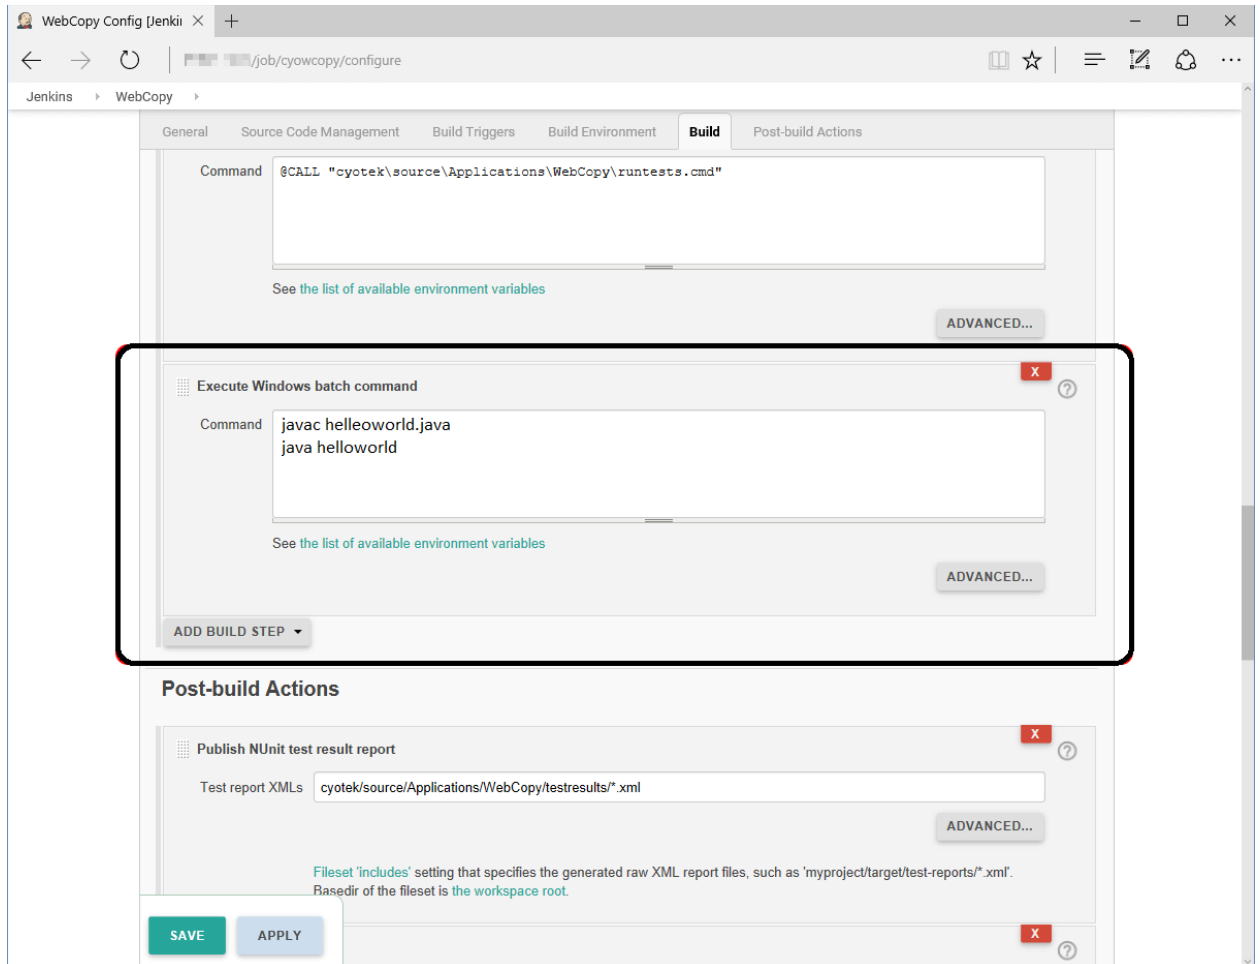 WebCopy Config [Jenkin
/job/cyowcopy/configure
Jenkins WebCopy
General Source Code Management Build Triggers Build Environment Build Post-build Actions
Command @CALL "cyotek\source\Applications\WebCopy\runtests.cmd"
See the list of available environment variables
ADVANCED...
X
Execute Windows batch command
Command javac helleoworld.java
java helloworld
See the list of available environment variables
ADVANCED...
ADD BUILD STEP
Post-build Actions
X
Publish NUnit test result report
Test report XMLs cyotek/source/Applications/WebCopy/testresults/*.xml
ADVANCED...
Fileset 'includes' setting that specifies the generated raw XML report files, such as 'myproject/target/test-reports/*.xml'.
Basedir of the fileset is the workspace root.
SAVE APPLY
X